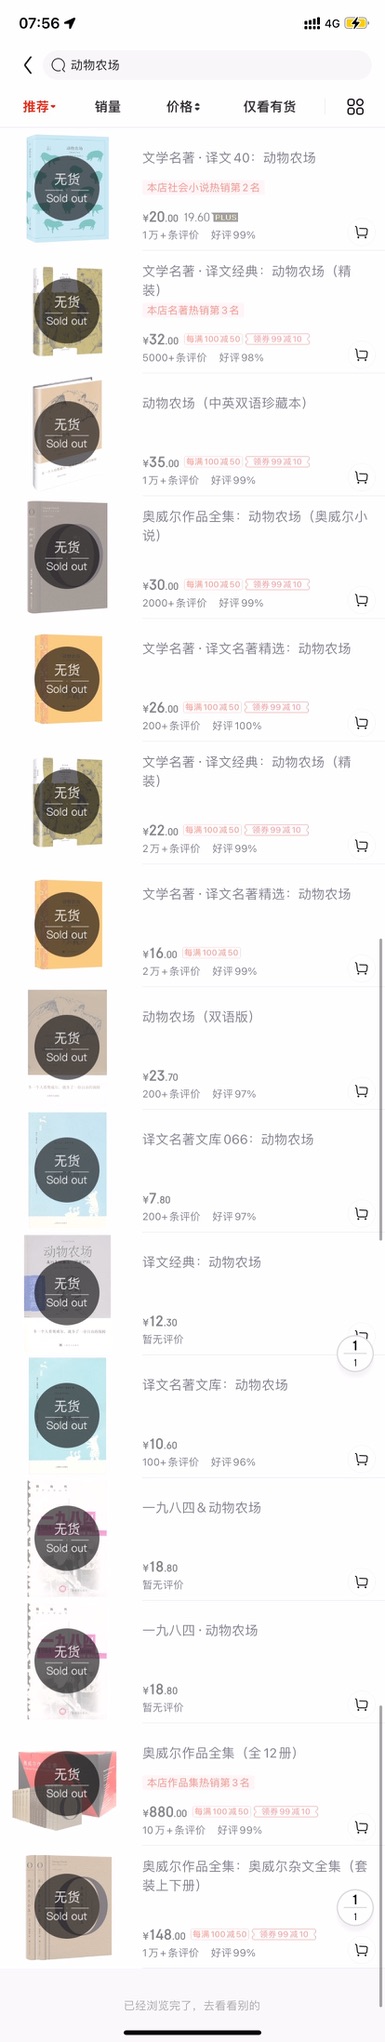 07:56
4G
动物农场
推荐
销量
价格
仅看有货
无货
Sold out
文学名著·译文40：动物农场
本店社会小说热销第2名
¥20.00 19.60 PLUS
1万+条评价 好评99%
无货
Sold out
文学名著·译文经典：动物农场（精
装）
本店名著热销第3名
¥32.00 每满100减50 领券99减10
5000+条评价 好评98%
无货
Sold out
动物农场（中英双语珍藏本）
¥35.00 每满100减50 领券99减10
1万+条评价 好评99%
无货
Sold out
奥威尔作品全集：动物农场（奥威尔小
说）
¥30.00 每满100减50 领券99减10
2000+条评价 好评99%
无货
Sold out
文学名著·译文名著精选：动物农场
¥26.00 每满100减50 领券99减10
200+条评价 好评100%
无货
Sold out
文学名著·译文经典：动物农场（精
装）
¥22.00 每满100减50 领券99减10
2万+条评价 好评99%
无货
Sold out
文学名著·译文名著精选：动物农场
¥16.00 每满100减50
2万+条评价 好评99%
无货
Sold out
动物农场（双语版）
¥23.70
200+条评价 好评97%
无货
Sold out
译文名著文库066：动物农场
¥7.80
200+条评价 好评97%
动物农场
无货
Sold out
译文经典：动物农场
¥12.30
暂无评价
1
1
无货
Sold out
译文名著文库：动物农场
¥10.60
100+条评价 好评96%
一九八四
无货
Sold out
一九八四&动物农场
¥18.80
暂无评价
一九八四
无货
Sold out
一九八四·动物农场
¥18.80
暂无评价
无货
Sold out
奥威尔作品全集（全12册）
本店作品集热销第3名
¥880.00 每满100减50 领券99减10
10万+条评价 好评99%
无货
Sold out
奥威尔作品全集：奥威尔杂文全集（套
装上下册）
¥148.00 每满100减50 领券99减10
1万+条评价 好评99%
1
1
已经浏览完了，去看看别的